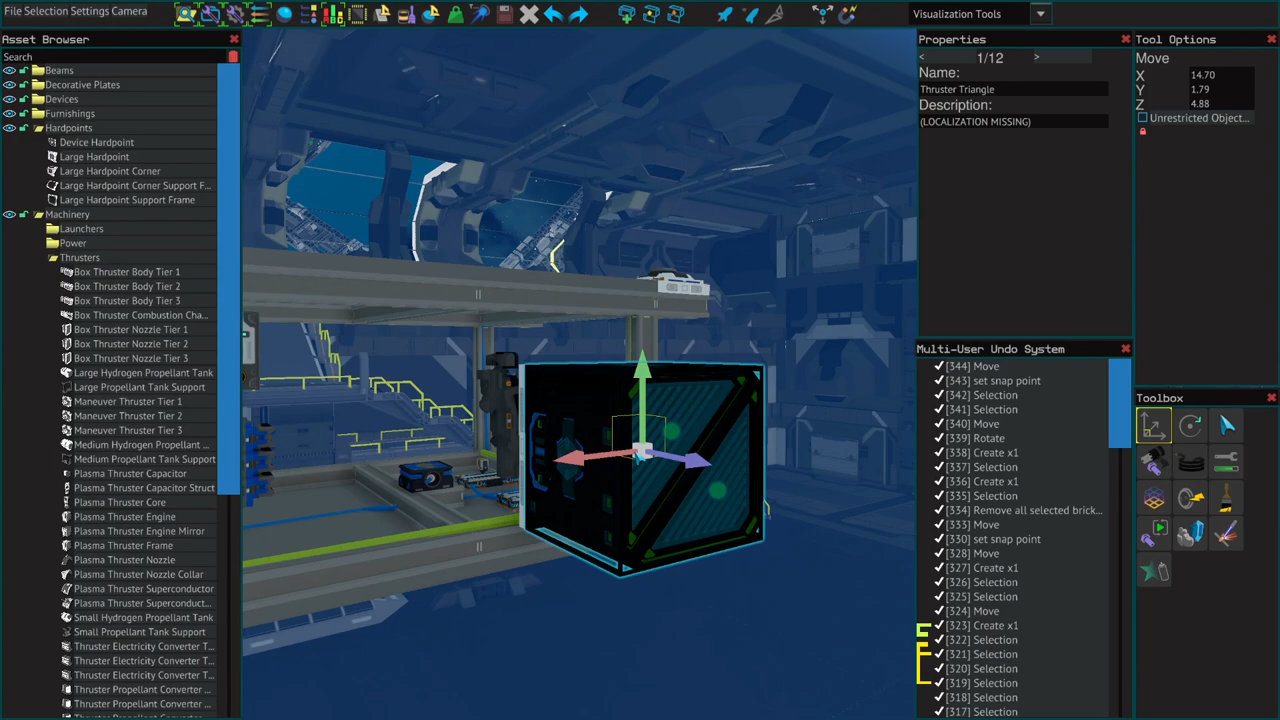 File Selection Settings Camera
Visualization Tools
Asset Browser
Search
Beams
Decorative Plates
Devices
Furnishings
Hardpoints
Device Hardpoint
Large Hardpoint
Large Hardpoint Corner
Large Hardpoint Corner Support F...
Large Hardpoint Support Frame
Machinery
Launchers
Power
Thrusters
Box Thruster Body Tier 1
Box Thruster Body Tier 2
Box Thruster Body Tier 3
Box Thruster Combustion Cha...
Box Thruster Nozzle Tier 1
Box Thruster Nozzle Tier 2
Box Thruster Nozzle Tier 3
Large Hydrogen Propellant Tank
Large Propellant Tank Support
Maneuver Thruster Tier 1
Maneuver Thruster Tier 2
Maneuver Thruster Tier 3
Medium Hydrogen Propellant ...
Medium Propellant Tank Support
Plasma Thruster Capacitor
Plasma Thruster Capacitor Struct
Plasma Thruster Core
Plasma Thruster Engine
Plasma Thruster Engine Mirror
Plasma Thruster Frame
Plasma Thruster Nozzle
Plasma Thruster Nozzle Collar
Plasma Thruster Superconductor
Plasma Thruster Superconduct...
Small Hydrogen Propellant Tank
Small Propellant Tank Support
Thruster Electricity Converter T...
Thruster Electricity Converter T...
Thruster Electricity Converter T...
Thruster Propellant Converter ...
Thruster Propellant Converter ...
Properties
< 1/12 >
Name:
Thruster Triangle
Description:
(LOCALIZATION MISSING)
Tool Options
Move
X 14.70
Y 1.79
Z 4.88
Unrestricted Object...
Multi-User Undo System
[344] Move
[343] set snap point
[342] Selection
[341] Selection
[340] Move
[339] Rotate
[338] Create x1
[337] Selection
[336] Create x1
[335] Selection
[334] Remove all selected brick...
[333] Move
[330] set snap point
[328] Move
[327] Create x1
[326] Selection
[325] Selection
[324] Move
[323] Create x1
[322] Selection
[321] Selection
[320] Selection
[319] Selection
[318] Selection
[317] Selection
Toolbox